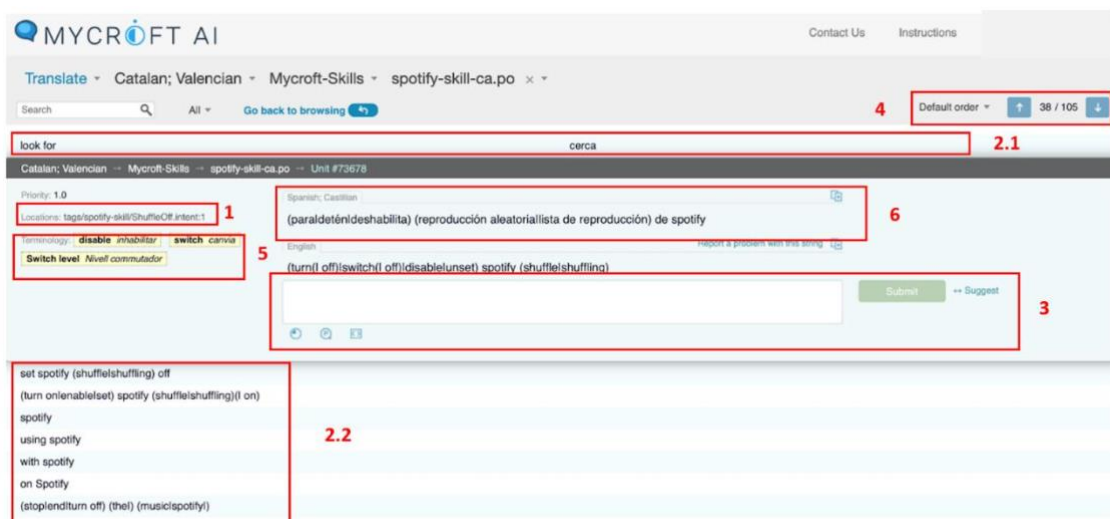 MYCROFT AI
Contact Us Instructions
Translate Catalan; Valencian Mycroft-Skills spotify-skill-ca.po ×
Search All Go back to browsing 4 Default order 38 / 105
look for cerca 2.1
Catalan; Valencian → Mycroft-Skills → spotify-skill-ca.po → Unit #73678
Priority: 1.0
Locations: tags/spotify-skill/ShuffleOff.intent:1 1
Terminology: disable inhabilitar switch canvia
Switch level Nivell commutador 5
Spanish; Castilian
(para|detén|deshabilita) (reproducción aleatoria|lista de reproducción) de spotify 6
English Report a problem with this string
(turn(| off)|switch(| off)|disable|unset) spotify (shuffle|shuffling)
Submit ↔ Suggest
3
set spotify (shuffle|shuffling) off
(turn on|enable|set) spotify (shuffle|shuffling)(| on)
spotify
using spotify 2.2
with spotify
on Spotify
(stop|end|turn off) (the|) (music|spotify|)